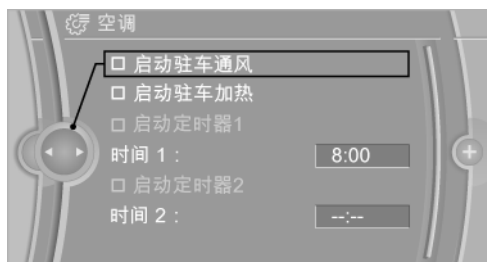 空调
启动驻车通风
启动驻车加热
启动定时器1
时间 1 : 8:00
启动定时器2
时间 2 : --:--